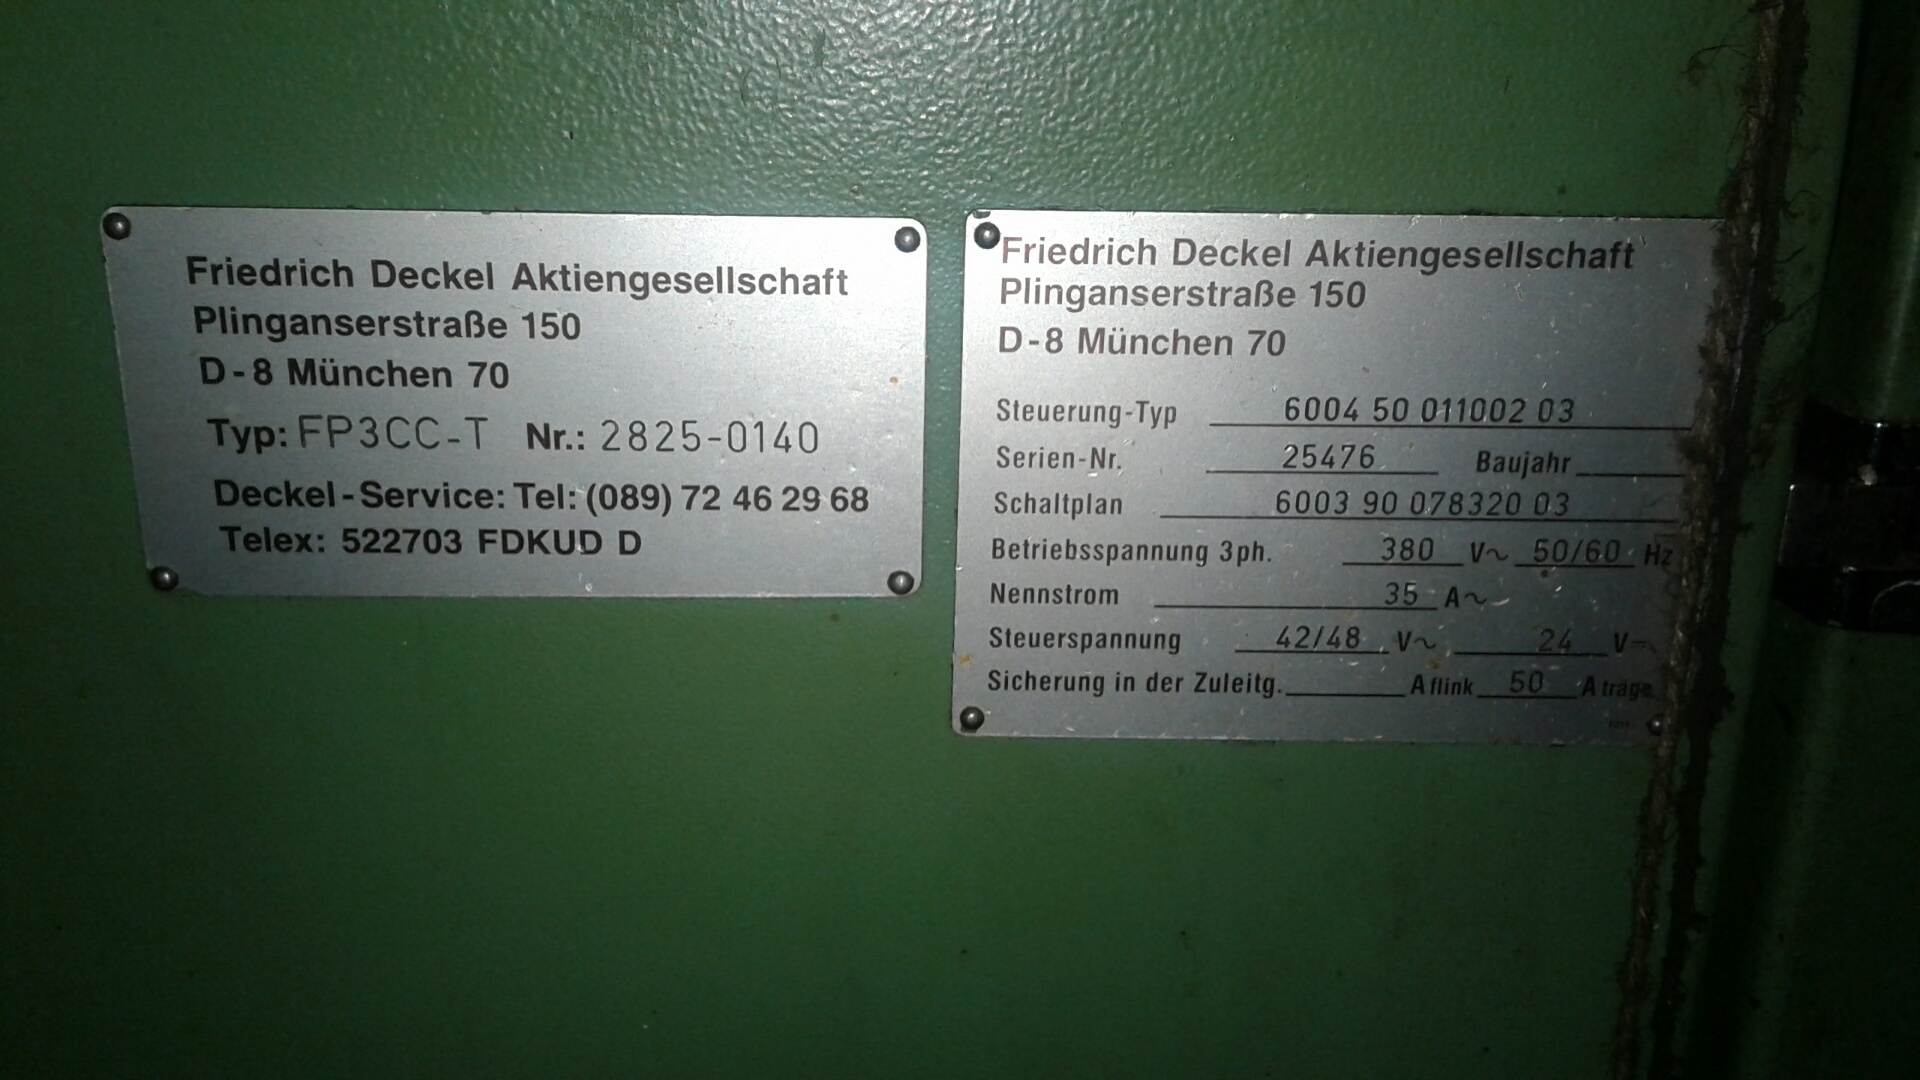 Friedrich Deckel Aktiengesellschaft
Plinganserstraße 150
D-8 München 70
Typ: FP3CC-T Nr.: 2825-0140
Deckel-Service: Tel: (089) 72 46 29 68
Telex: 522703 FDKUD D
Friedrich Deckel Aktiengesellschaft
Plinganserstraße 150
D-8 München 70
Steuerung-Typ 6004 50 011002 03
Serien-Nr. 25476 Baujahr
Schaltplan 6003 90 078320 03
Betriebsspannung 3ph. 380 V~ 50/60 Hz
Nennstrom 35 A~
Steuerspannung 42/48 V~ 24 V-
Sicherung in der Zuleitg. A flink 50 A träge